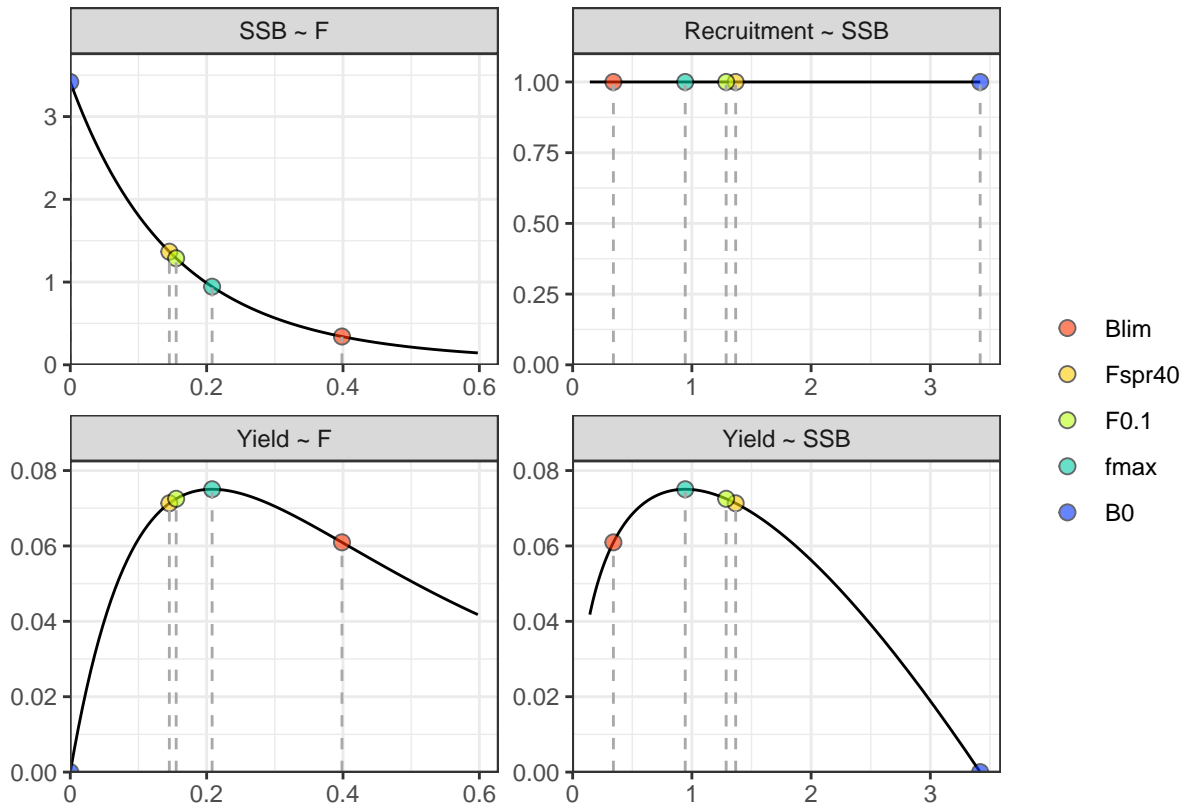 SSB ~ F
Recruitment ~ SSB
3
2
1
0
0 0.2 0.4 0.6
1.00
0.75
0.50
0.25
0.00
0 1 2 3
Yield ~ F
Yield ~ SSB
0.08
0.06
0.04
0.02
0.00
0 0.2 0.4 0.6
0.08
0.06
0.04
0.02
0.00
0 1 2 3
Blim
Fspr40
F0.1
fmax
B0